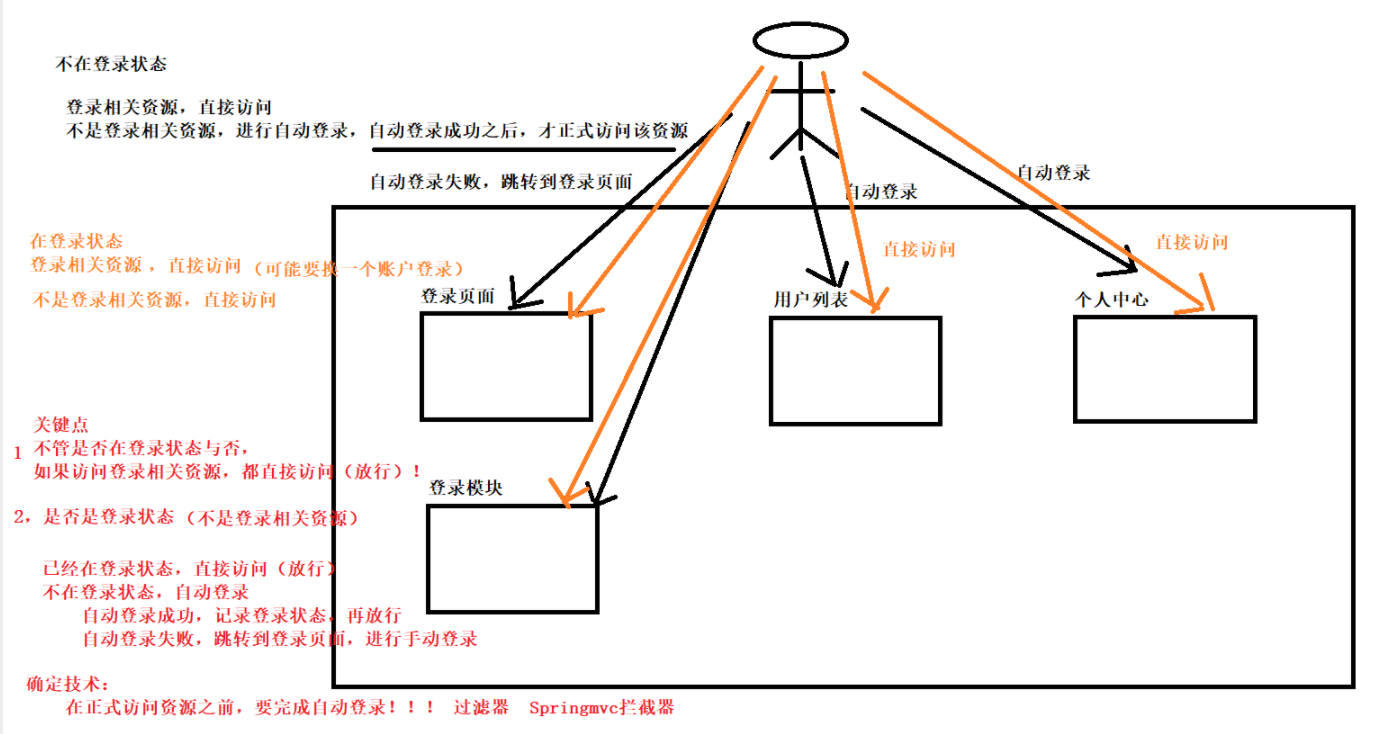 不在登录状态
登录相关资源，直接访问
不是登录相关资源，进行自动登录，自动登录成功之后，才正式访问该资源
自动登录失败，跳转到登录页面
自动登录
自动登录
在登录状态
登录相关资源 ，直接访问（可能要换一个账户登录）
不是登录相关资源，直接访问
直接访问
直接访问
登录页面
用户列表
个人中心
关键点
1 不管是否在登录状态与否，
如果访问登录相关资源，都直接访问（放行）！
登录模块
2，是否是登录状态（不是登录相关资源）
已经在登录状态，直接访问（放行）
不在登录状态，自动登录
自动登录成功，记录登录状态，再放行
自动登录失败，跳转到登录页面，进行手动登录
确定技术：
在正式访问资源之前，要完成自动登录！！！ 过滤器 Springmvc拦截器